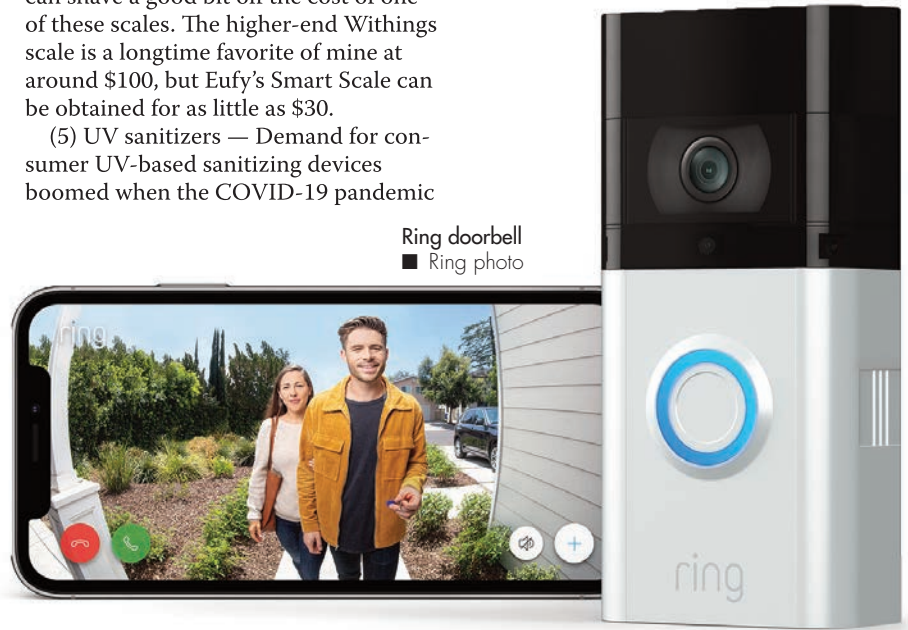 can shave a good bit off the cost of one
of these scales. The higher-end Withings
scale is a longtime favorite of mine at
around $100, but Eufy’s Smart Scale can
be obtained for as little as $30.
(5) UV sanitizers — Demand for con-
sumer UV-based sanitizing devices
boomed when the COVID-19 pandemic
Ring doorbell
■ Ring photo
ring
ring